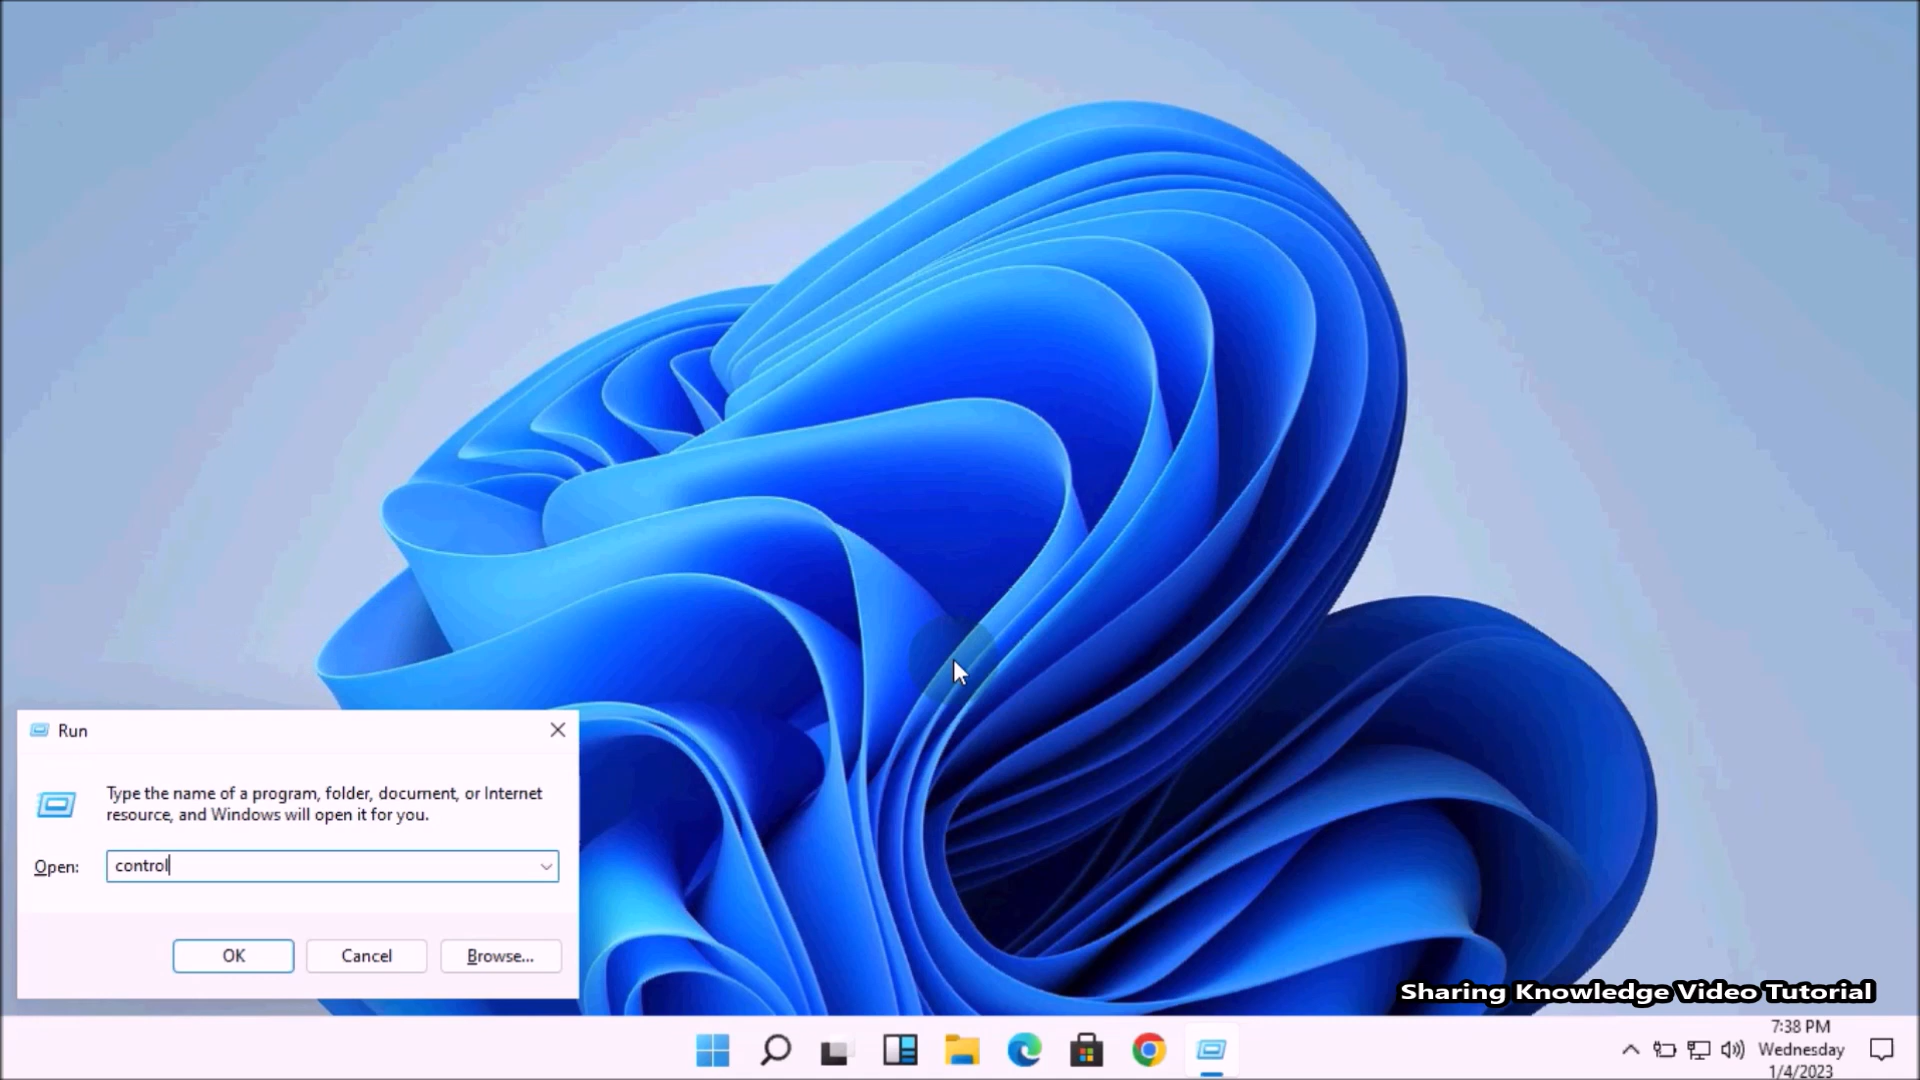 Run
Type the name of a program, folder, document, or Internet
resource, and Windows will open it for you.
Open:
control
OK
Cancel
Browse...
Sharing Knowledge Video Tutorial
7:38 PM
Wednesday
1/4/2023